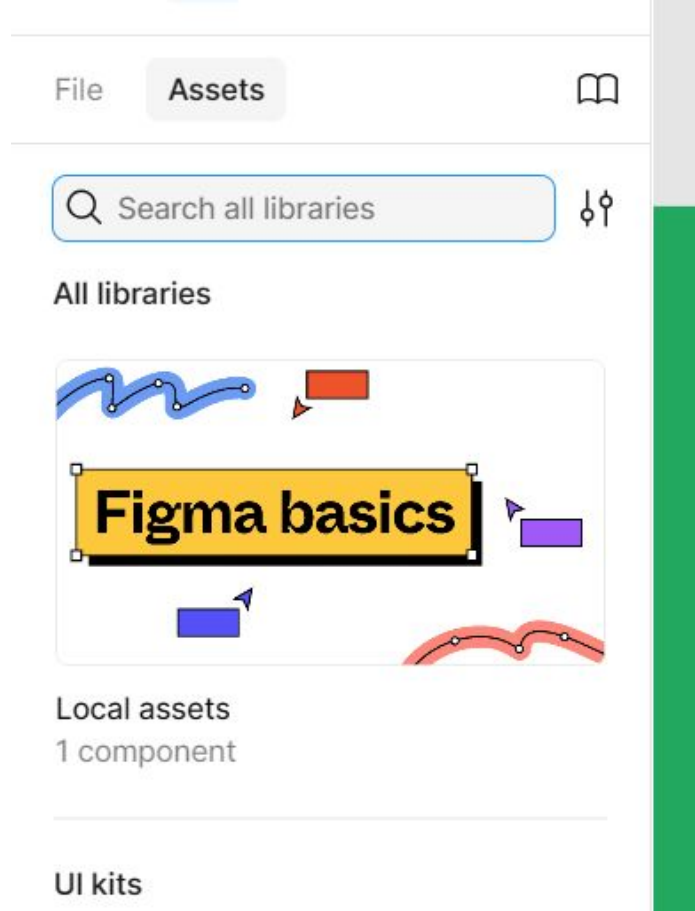 File Assets
Search all libraries
All libraries
Figma basics
Local assets
1 component
UI kits